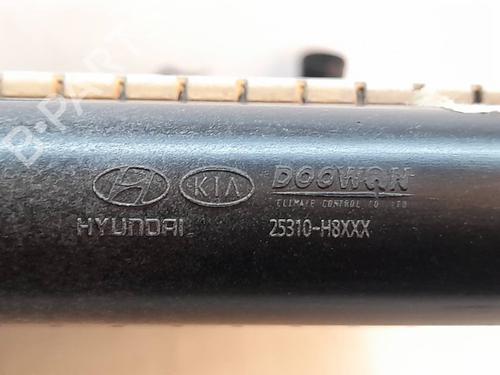 B-PARTS
KIA
DOOWON
CLIMATE CONTROL CO LTD
HYUNDAI
25310-H8XXX